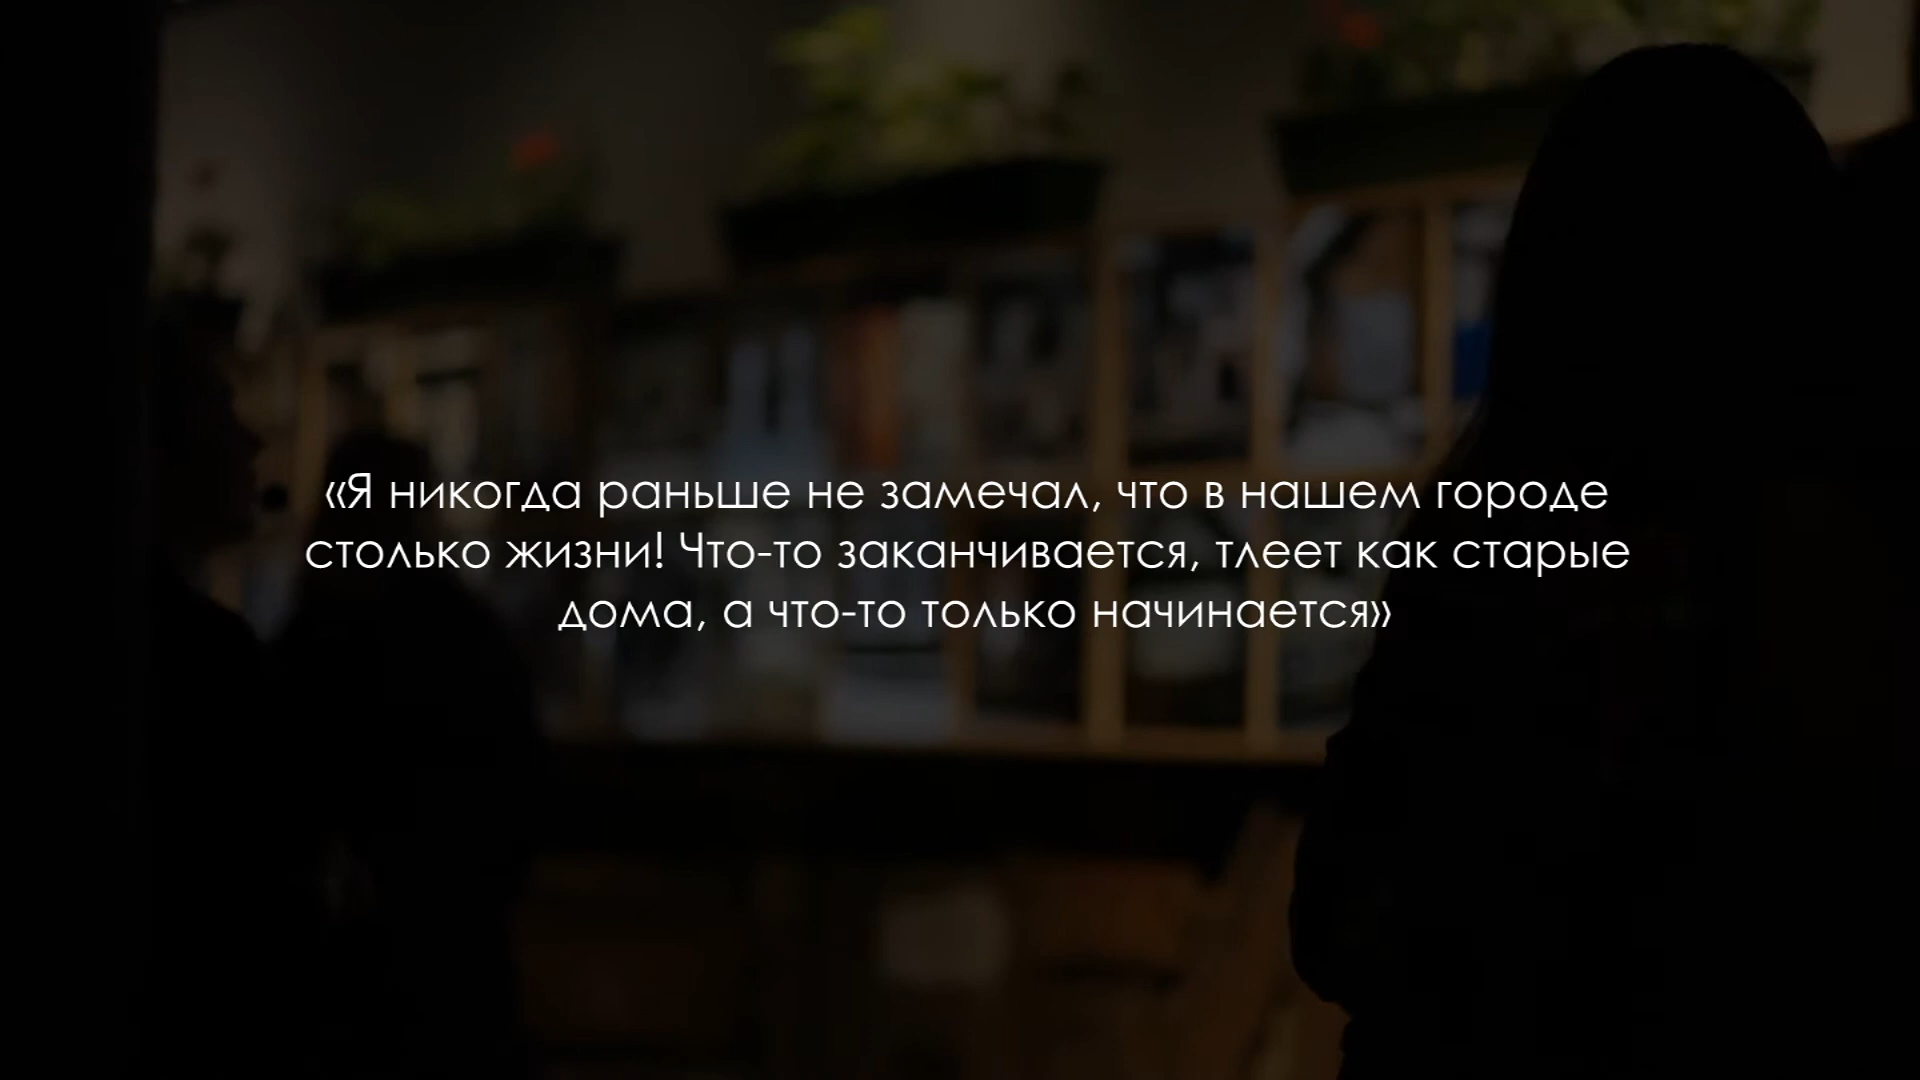 «Я никогда раньше не замечал, что в нашем городе
столько жизни! Что-то заканчивается, тлеет как старые
дома, а что-то только начинается»